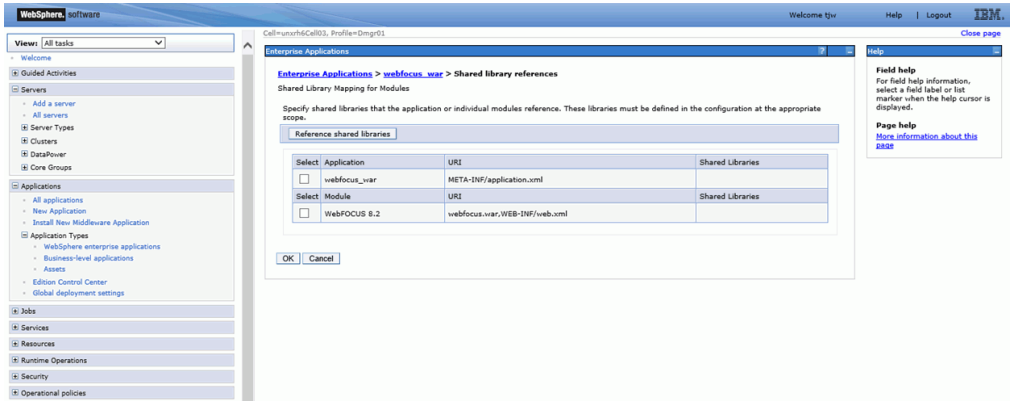 WebSphere. software
Welcome tjw
Help | Logout
IBM.
View: All tasks
Welcome
Guided Activities
Servers
Add a server
All servers
Server Types
Clusters
DataPower
Core Groups
Applications
All applications
New Application
Install New Middleware Application
Application Types
WebSphere enterprise applications
Business-level applications
Assets
Edition Control Center
Global deployment settings
Jobs
Services
Resources
Runtime Operations
Security
Operational policies
Cell=unxrh6Cell03, Profile=Dmgr01
Close page
Enterprise Applications
?
Enterprise Applications > webfocus_war > Shared library references
Shared Library Mapping for Modules
Specify shared libraries that the application or individual modules reference. These libraries must be defined in the configuration at the appropriate
scope.
Reference shared libraries
Select Application URI Shared Libraries
webfocus_war META-INF/application.xml
Select Module URI Shared Libraries
WebFOCUS 8.2 webfocus.war,WEB-INF/web.xml
OK Cancel
Help
Field help
For field help information,
select a field label or list
marker when the help cursor is
displayed.
Page help
More information about this
page